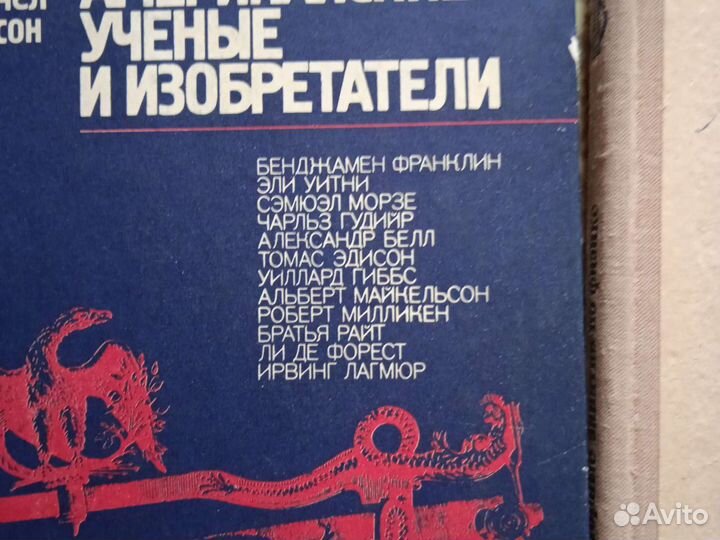 УЧЕНЫЕ
И ИЗОБРЕТАТЕЛИ
БЕНДЖАМЕН ФРАНКЛИН
ЭЛИ УИТНИ
СЭМЮЭЛ МОРЗЕ
ЧАРЛЬЗ ГУДИЙР
АЛЕКСАНДР БЕЛЛ
ТОМАС ЭДИСОН
УИЛЛАРД ГИББС
АЛЬБЕРТ МАЙКЕЛЬСОН
РОБЕРТ МИЛЛИКЕН
БРАТЬЯ РАЙТ
ЛИ ДЕ ФОРЕСТ
ИРВИНГ ЛАГМЮР
Avito